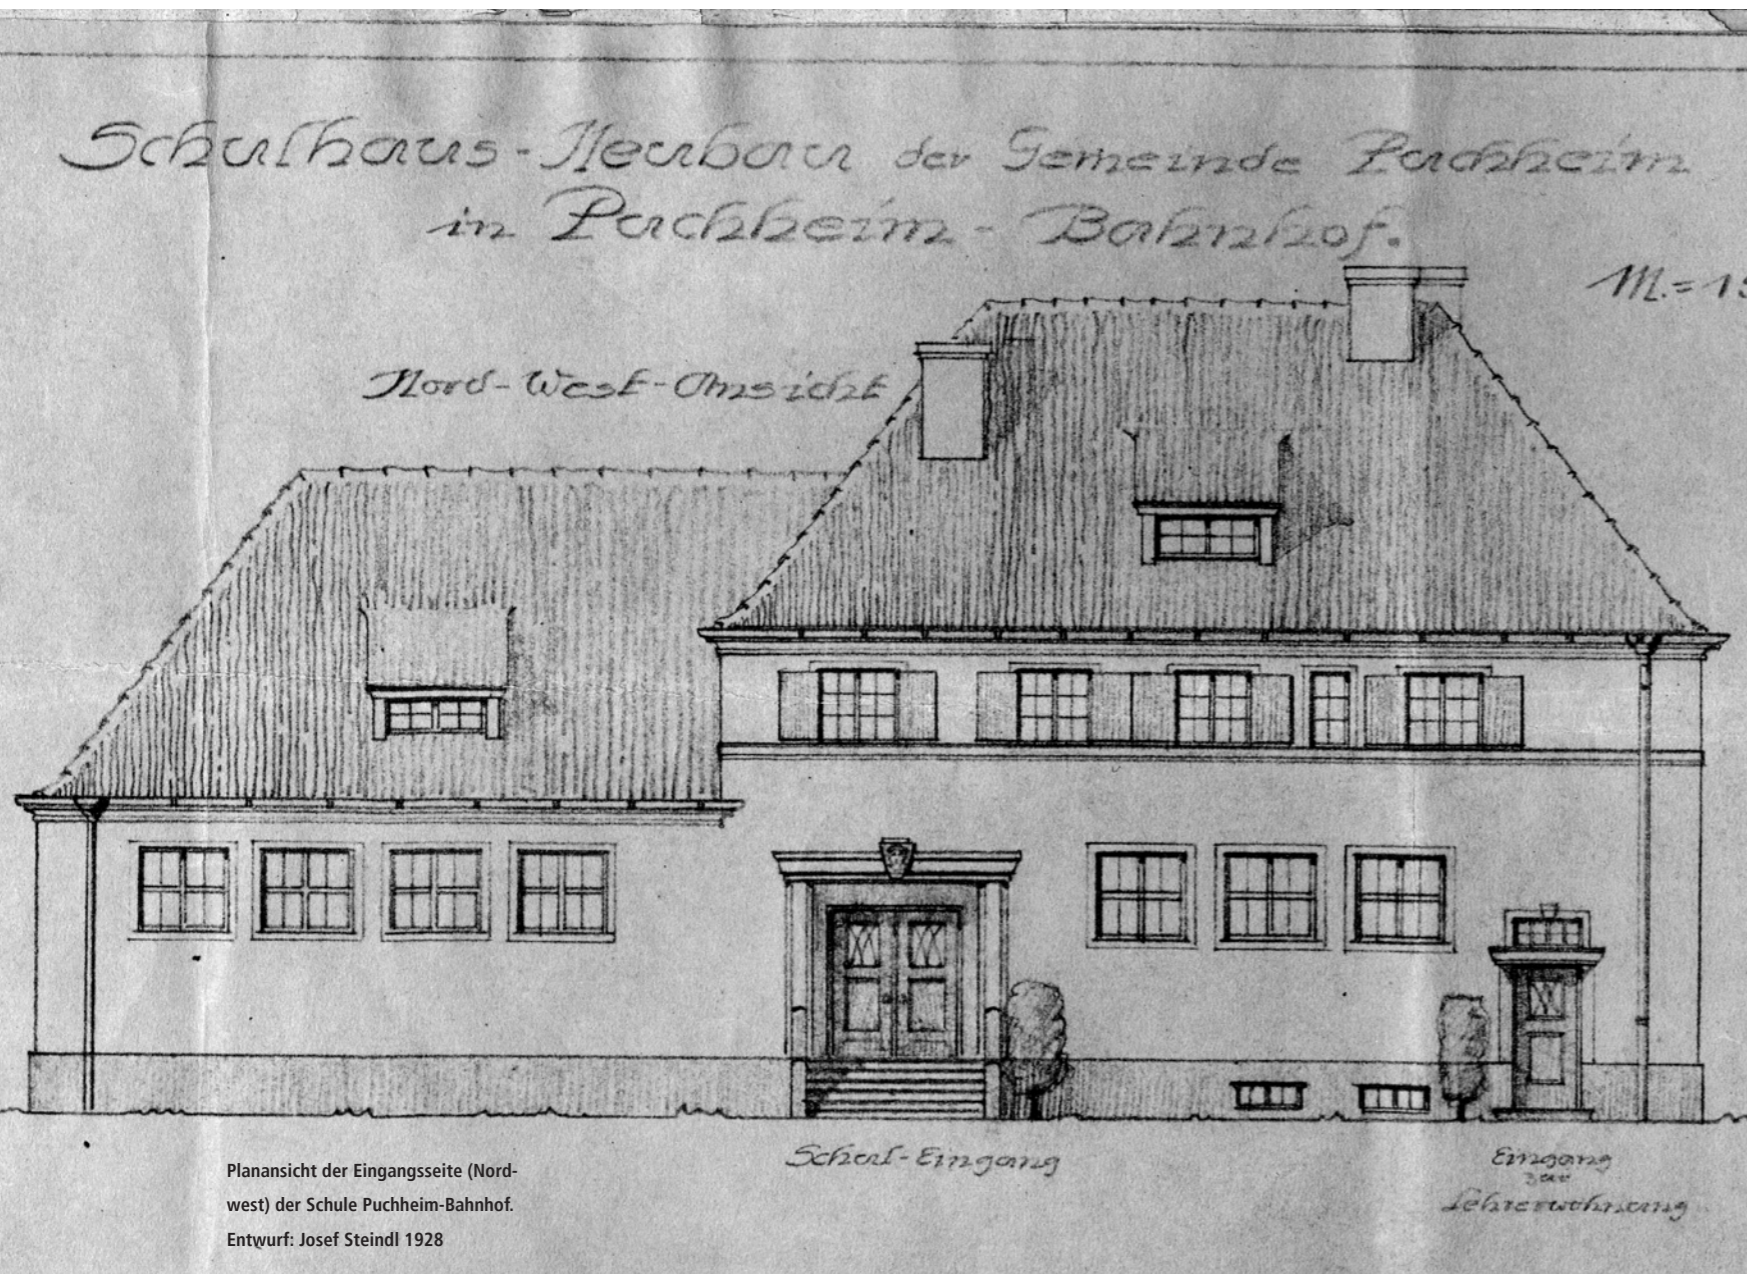 Schulhaus-Neubau der Gemeinde Puchheim
in Puchheim-Bahnhof.
M. = 1
Nord-West-Ansicht
Schul-Eingang
Eingang
zur
Lehrerwohnung
Planansicht der Eingangsseite (Nord-
west) der Schule Puchheim-Bahnhof.
Entwurf: Josef Steindl 1928